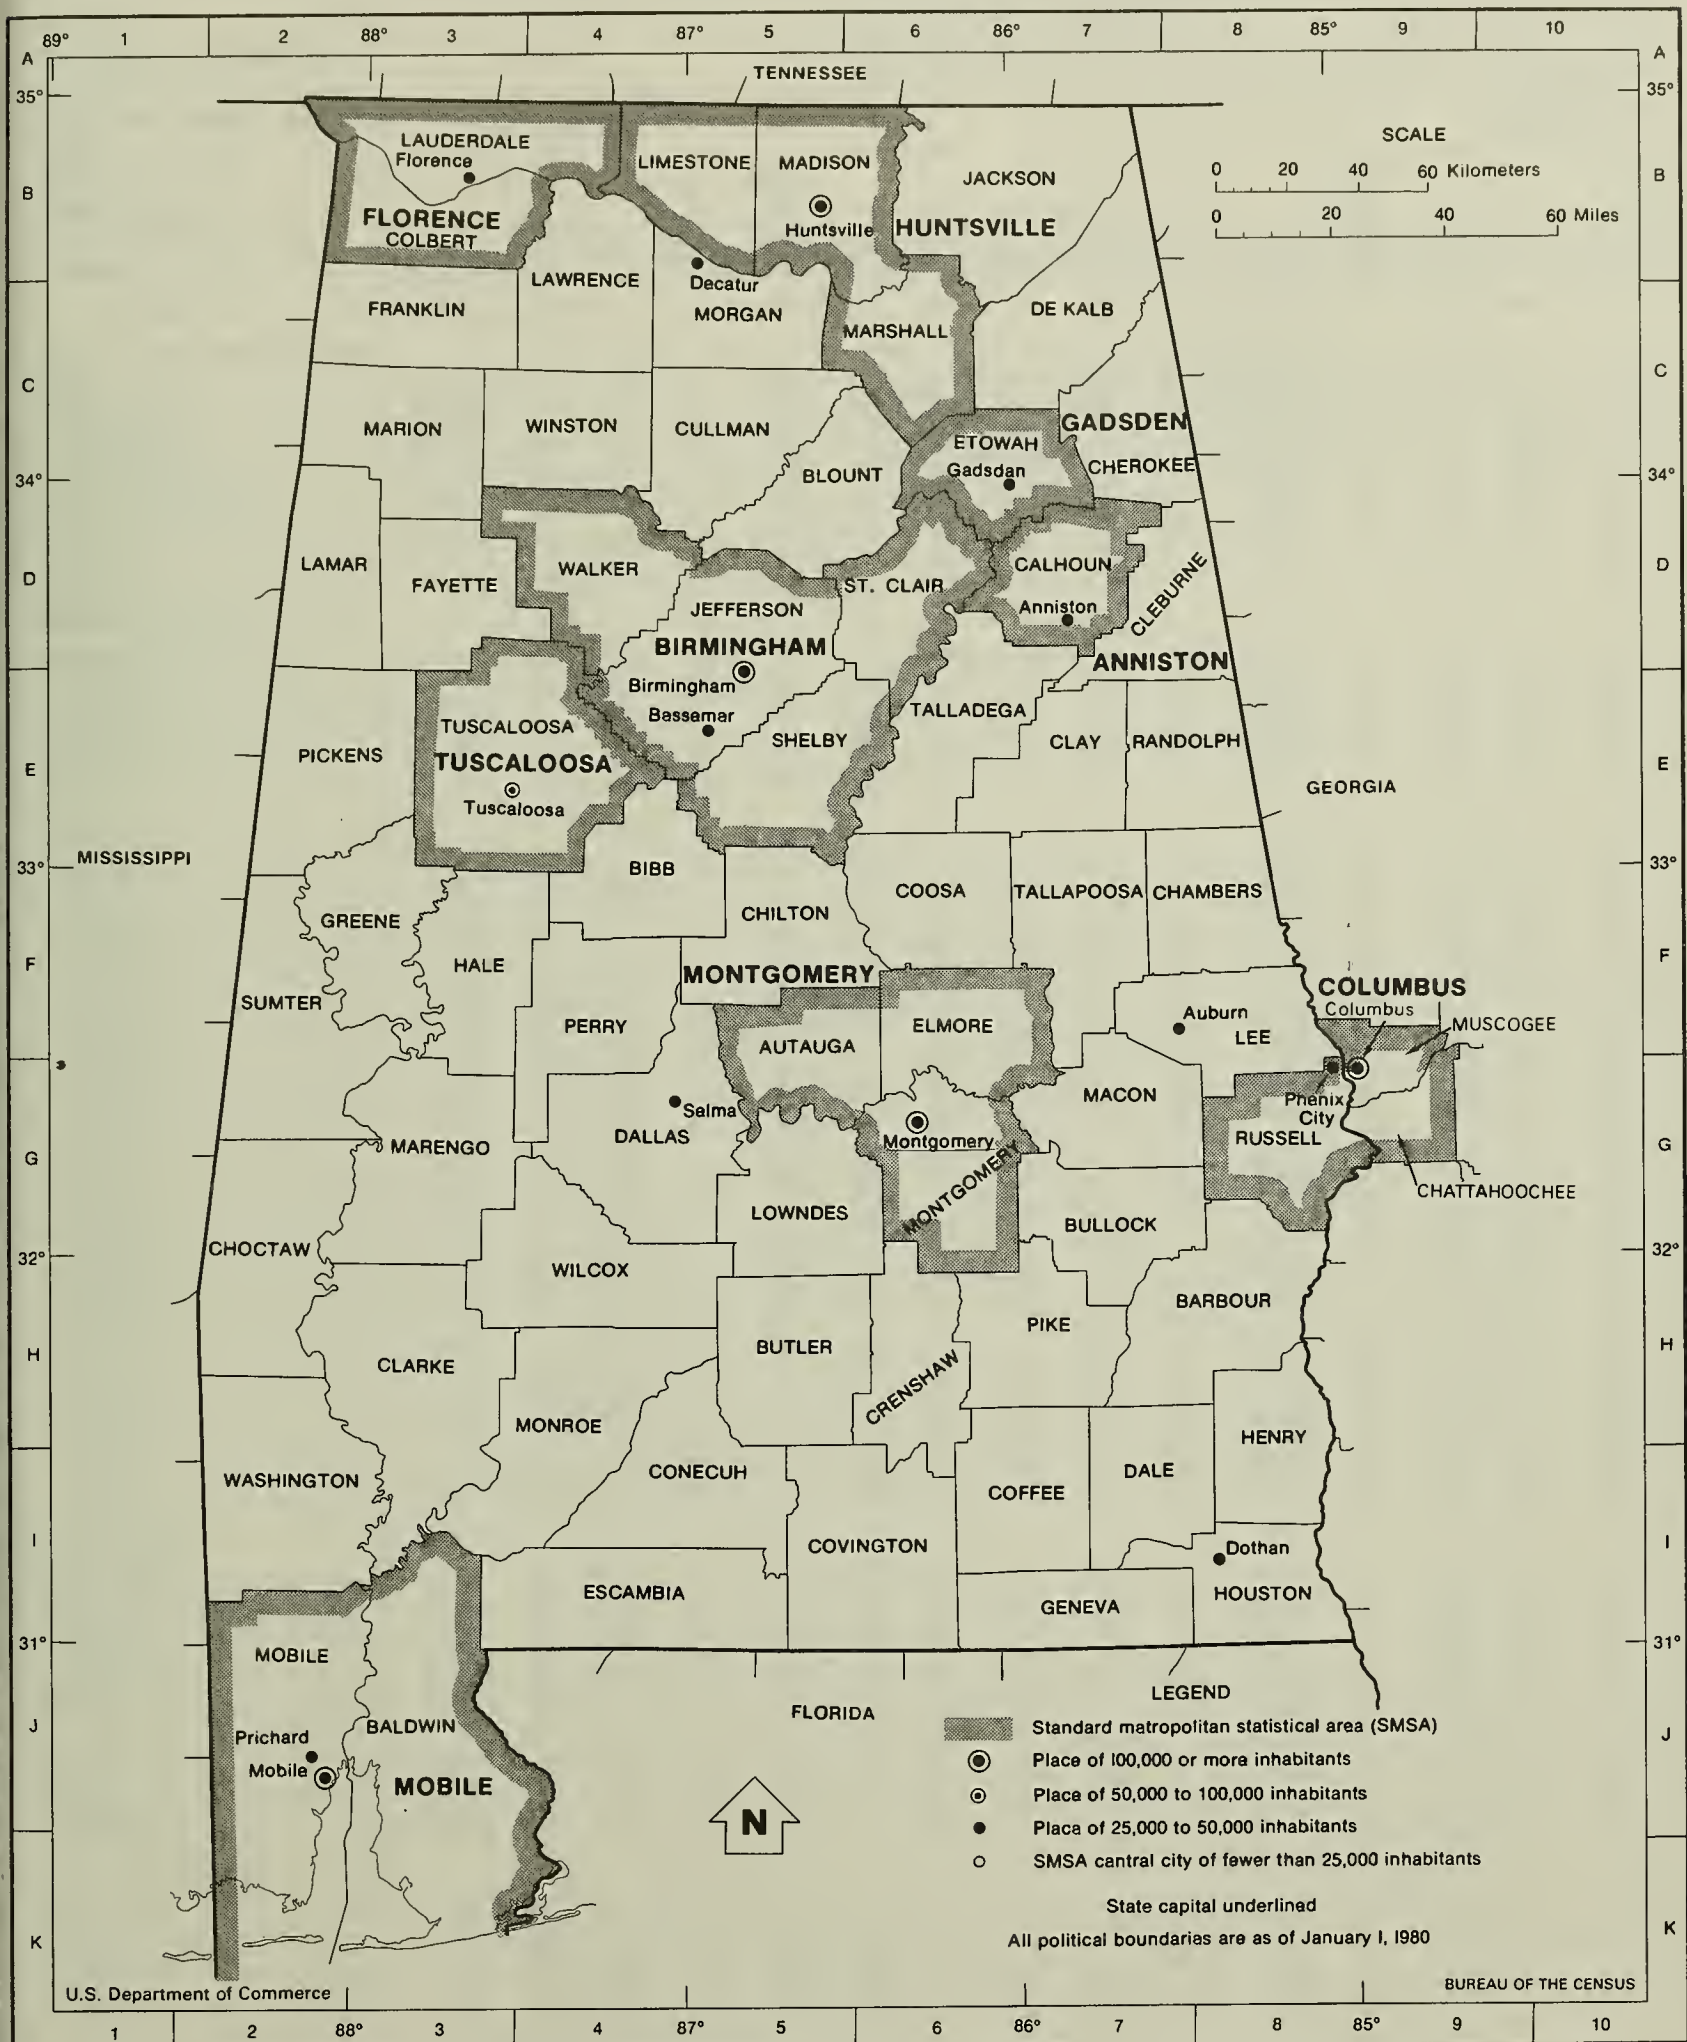 89° 1 2 88° 3 4 87° 5 6 86° 7 8 85° 9 10
A A
TENNESSEE
35° 35°
SCALE
0 20 40 60 Kilometers
0 20 40 60 Miles
B B
LAUDERDALE
Florence
FLORENCE
COLBERT
LIMESTONE
MADISON
Huntsville
HUNTSVILLE
JACKSON
LAWRENCE
Decatur
MORGAN
FRANKLIN
MARSHALL
DE KALB
C C
MARION
WINSTON
CULLMAN
BLOUNT
ETOWAH
Gadsdan
GADSDEN
CHEROKEE
34° 34°
D D
LAMAR
FAYETTE
WALKER
JEFFERSON
BIRMINGHAM
Birmingham
Bassamar
ST. CLAIR
CALHOUN
Anniston
CLEBURNE
ANNISTON
TALLADEGA
SHELBY
CLAY
RANDOLPH
PICKENS
TUSCALOOSA
TUSCALOOSA
Tuscaloosa
E E
GEORGIA
MISSISSIPPI
33° 33°
BIBB
CHILTON
COOSA
TALLAPOOSA
CHAMBERS
GREENE
HALE
F F
SUMTER
PERRY
MONTGOMERY
AUTAUGA
ELMORE
Auburn
LEE
COLUMBUS
Columbus
MUSCOGEE
MACON
Phenix
City
RUSSELL
CHATTAHOOCHEE
Selma
DALLAS
MARENGO
Montgomery
MONTGOMERY
G G
LOWNDES
BULLOCK
CHOCTAW
32° 32°
WILCOX
BARBOUR
PIKE
BUTLER
CRENSHAW
H H
CLARKE
MONROE
HENRY
CONECUH
DALE
COFFEE
WASHINGTON
I I
COVINGTON
Dothan
HOUSTON
ESCAMBIA
GENEVA
31° 31°
MOBILE
BALDWIN
Prichard
Mobile
MOBILE
FLORIDA
J J
LEGEND
Standard matropolitan statistical area (SMSA)
Place of 100,000 or more inhabitants
Place of 50,000 to 100,000 inhabitants
Placa of 25,000 to 50,000 inhabitants
SMSA cantral city of fewer than 25,000 inhabitants
State capital underlined
All political boundarias are as of January 1, 1980
N
K K
U.S. Department of Commerce
BUREAU OF THE CENSUS
1 2 88° 3 4 87° 5 6 86° 7 8 85° 9 10